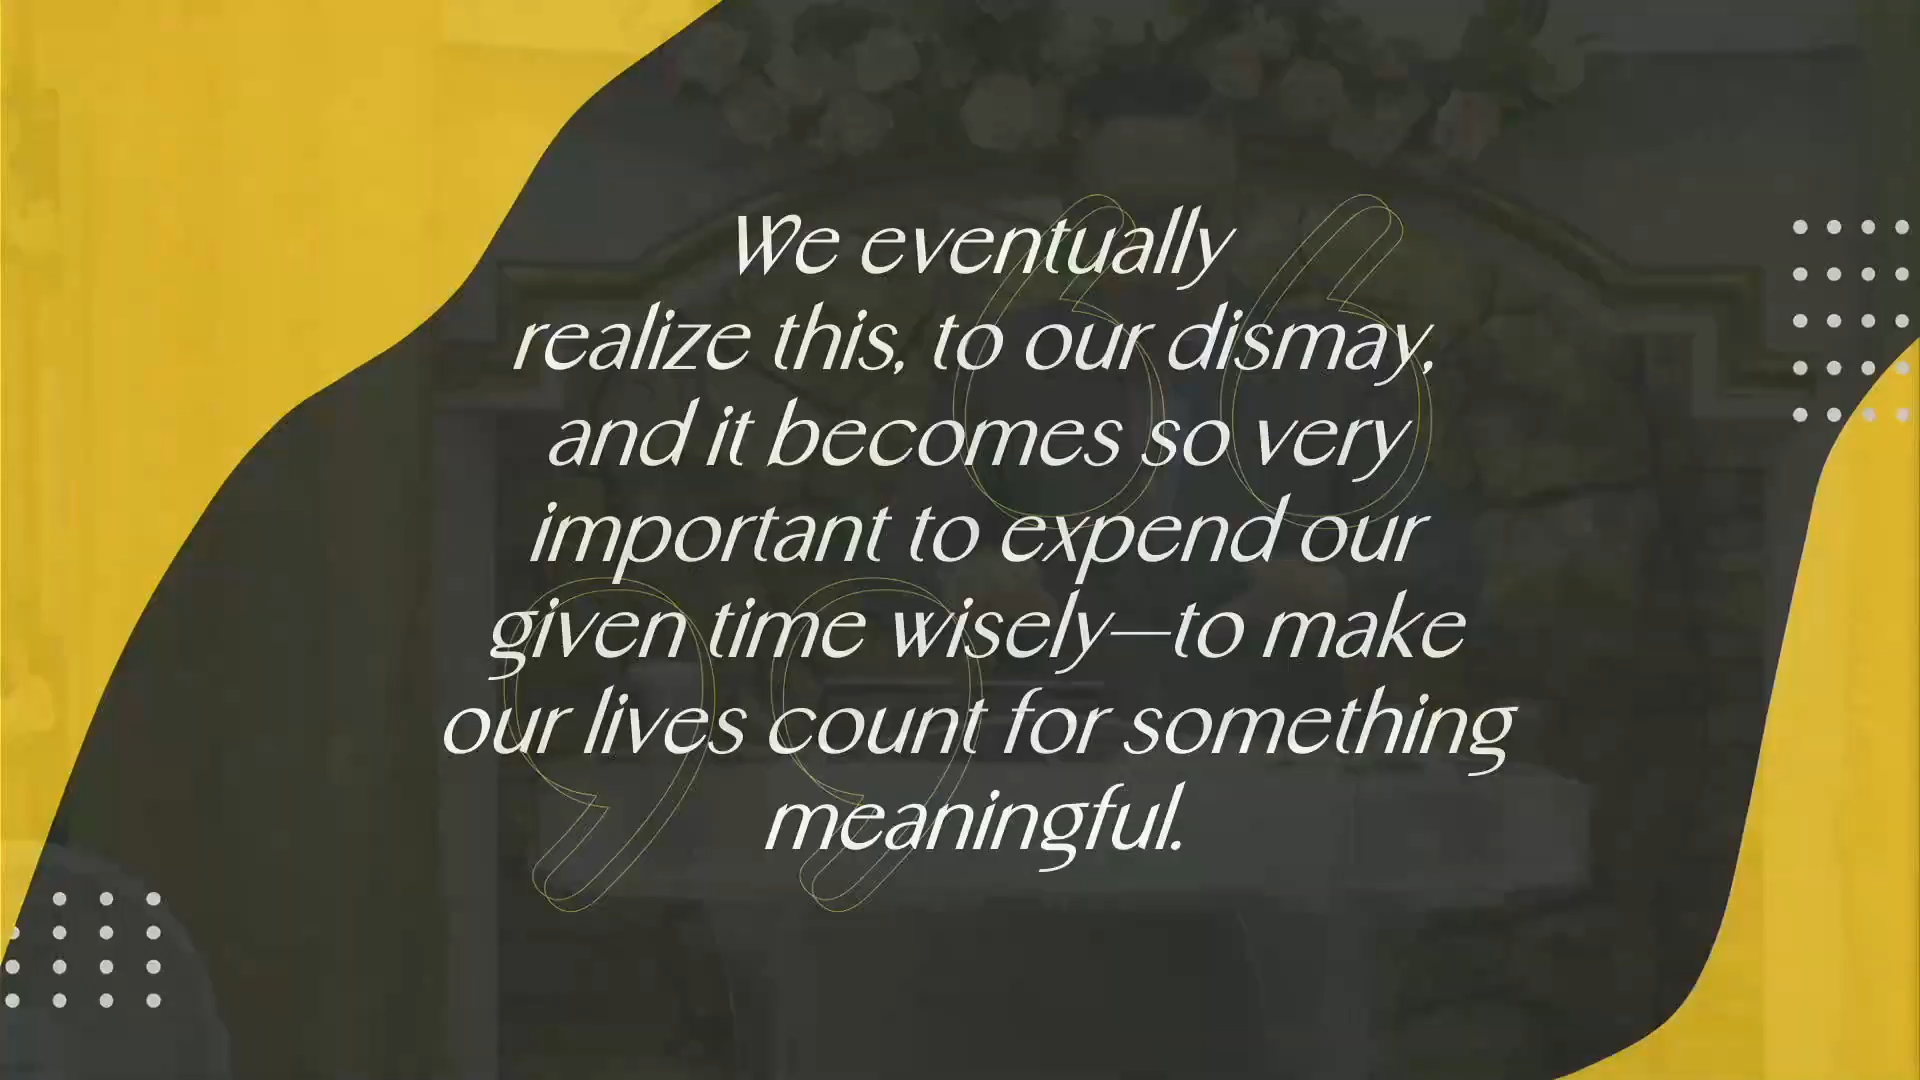 We eventually
realize this, to our dismay,
and it becomes so very
important to expend our
given time wisely—to make
our lives count for something
meaningful.